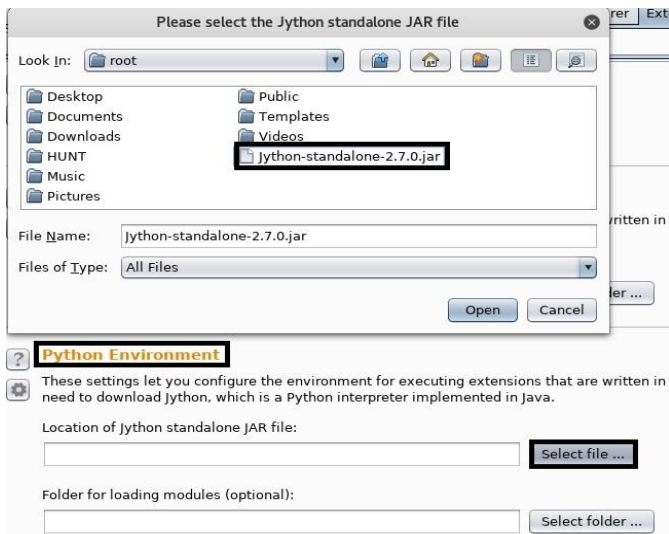 Please select the Jython standalone JAR file
rer Ext
Look In: root
Desktop
Documents
Downloads
HUNT
Music
Pictures
Public
Templates
Videos
Jython-standalone-2.7.0.jar
File Name: Jython-standalone-2.7.0.jar
Files of Type: All Files
Open Cancel
written in
ler ...
? Python Environment
These settings let you configure the environment for executing extensions that are written in
need to download Jython, which is a Python interpreter implemented in Java.
Location of Jython standalone JAR file:
Select file ...
Folder for loading modules (optional):
Select folder ...